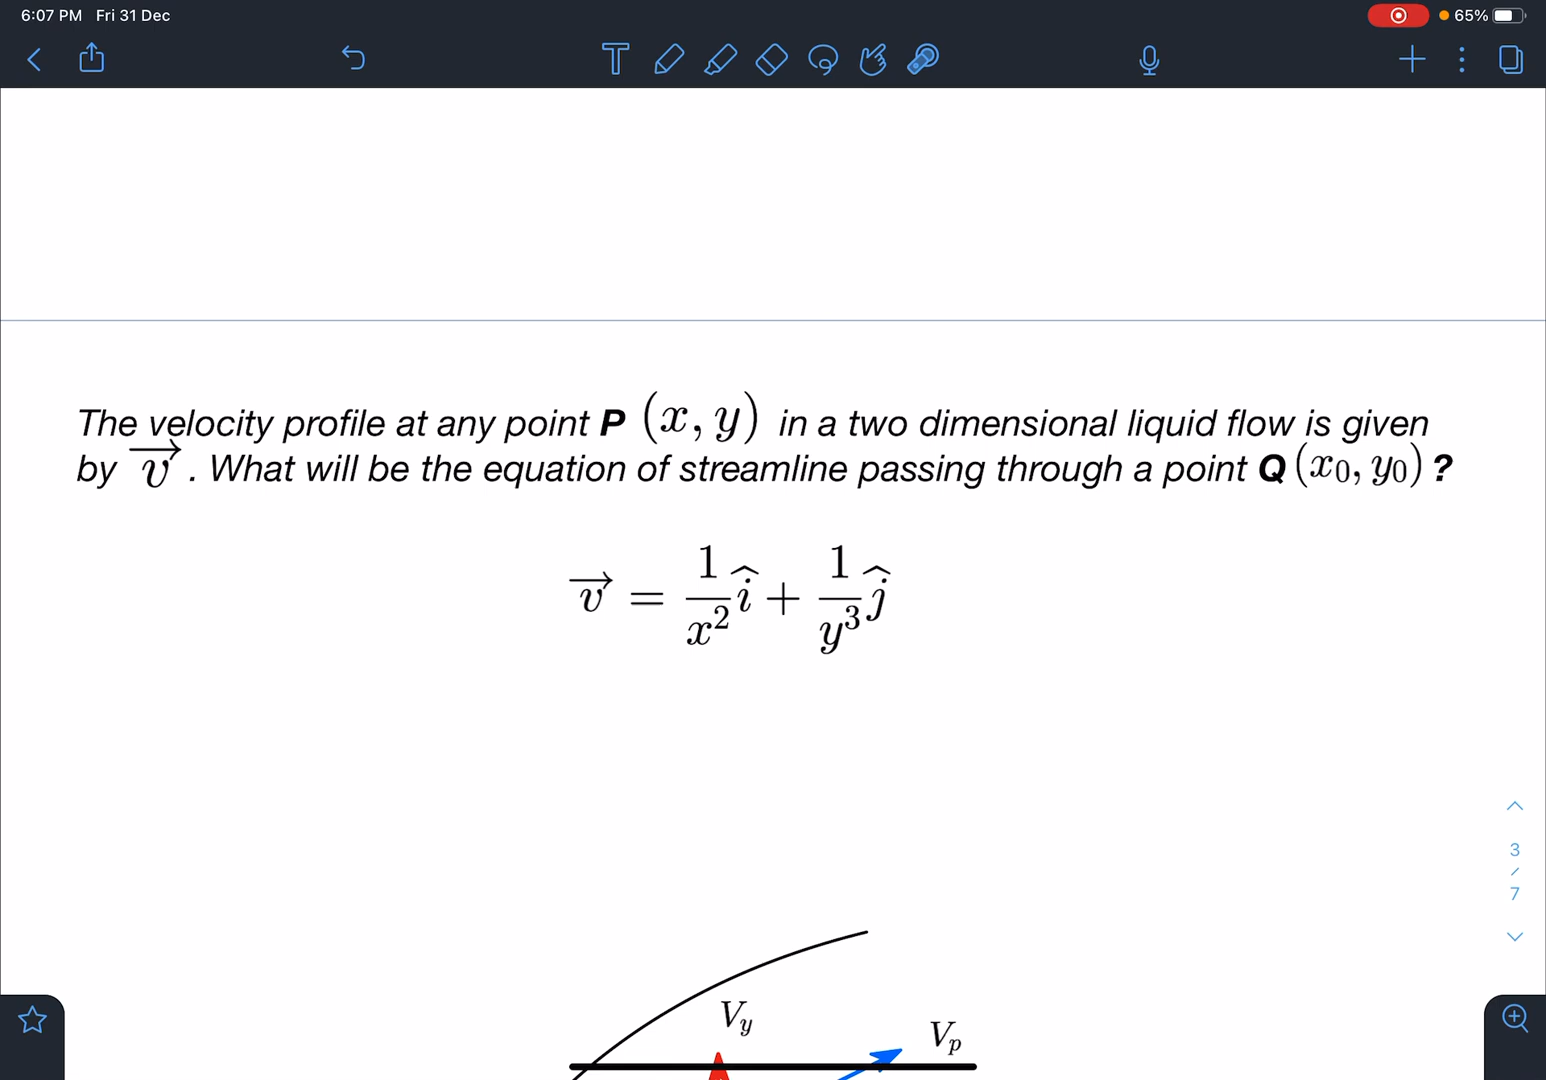 6:07 PM Fri 31 Dec
65%
T
The velocity profile at any point P (x, y) in a two dimensional liquid flow is given
by v⃗ . What will be the equation of streamline passing through a point Q (x₀, y₀) ?
v⃗ = 1/x² î + 1/y³ ĵ
3
/
7
V_y
V_p